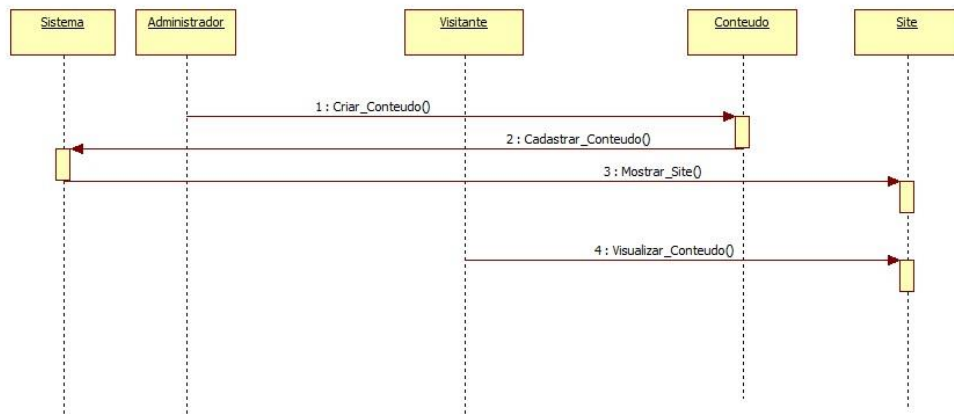 Sistema
Administrador
Visitante
Conteudo
Site
1 : Criar_Conteudo()
2 : Cadastrar_Conteudo()
3 : Mostrar_Site()
4 : Visualizar_Conteudo()